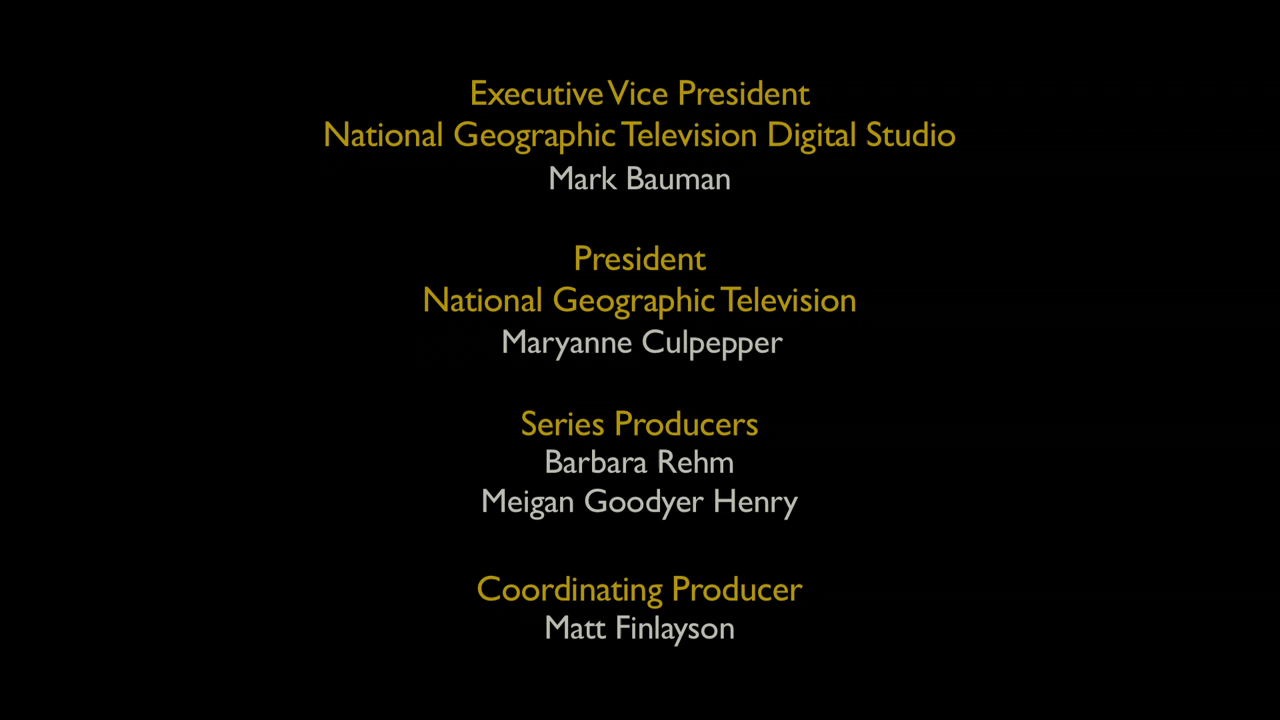 Executive Vice President
National Geographic Television Digital Studio
Mark Bauman
President
National Geographic Television
Maryanne Culpepper
Series Producers
Barbara Rehm
Meigan Goodyer Henry
Coordinating Producer
Matt Finlayson